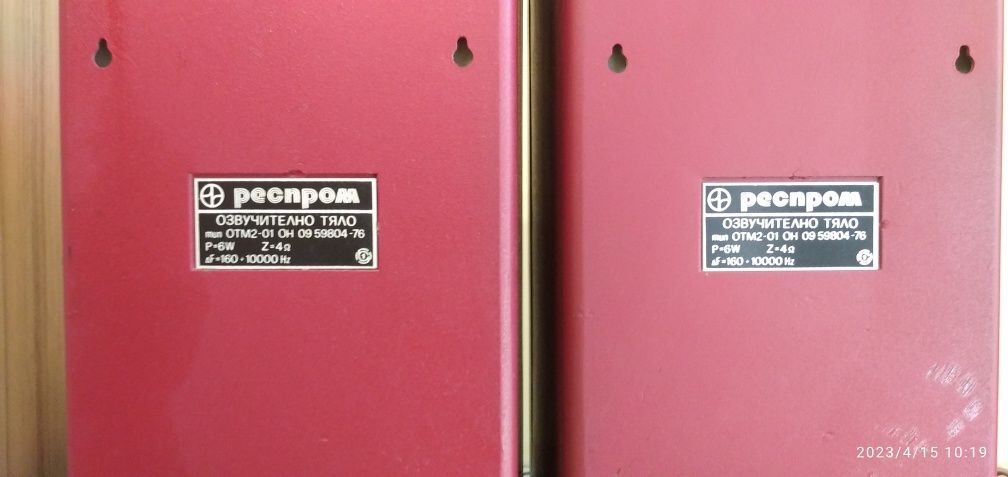 респром
ОЗВУЧИТЕЛНО ТЯЛО
тип ОТМ2-01 ОН 09 59804-76
P=6W Z=4Ω
ΔF=160÷10000 Hz
респром
ОЗВУЧИТЕЛНО ТЯЛО
тип ОТМ2-01 ОН 09 59804-76
P=6W Z=4Ω
ΔF=160÷10000 Hz
2023/4/15 10:19